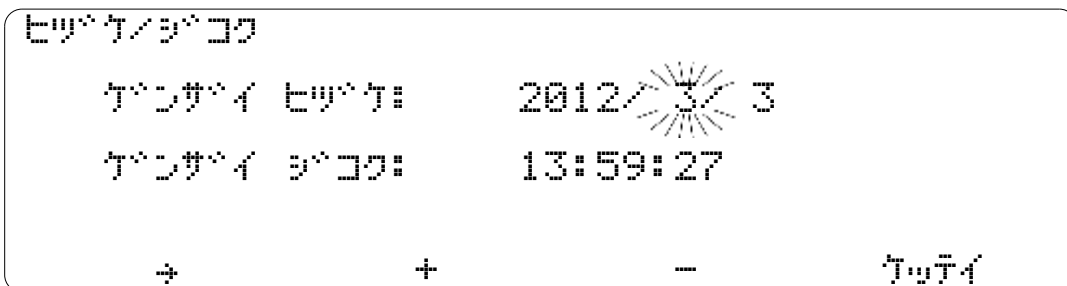 ヒヅケ/ジコク
ゲンザイ ヒヅケ: 2012/ 3/ 3
ゲンザイ ジコク: 13:59:27
→ + - ケッテイ